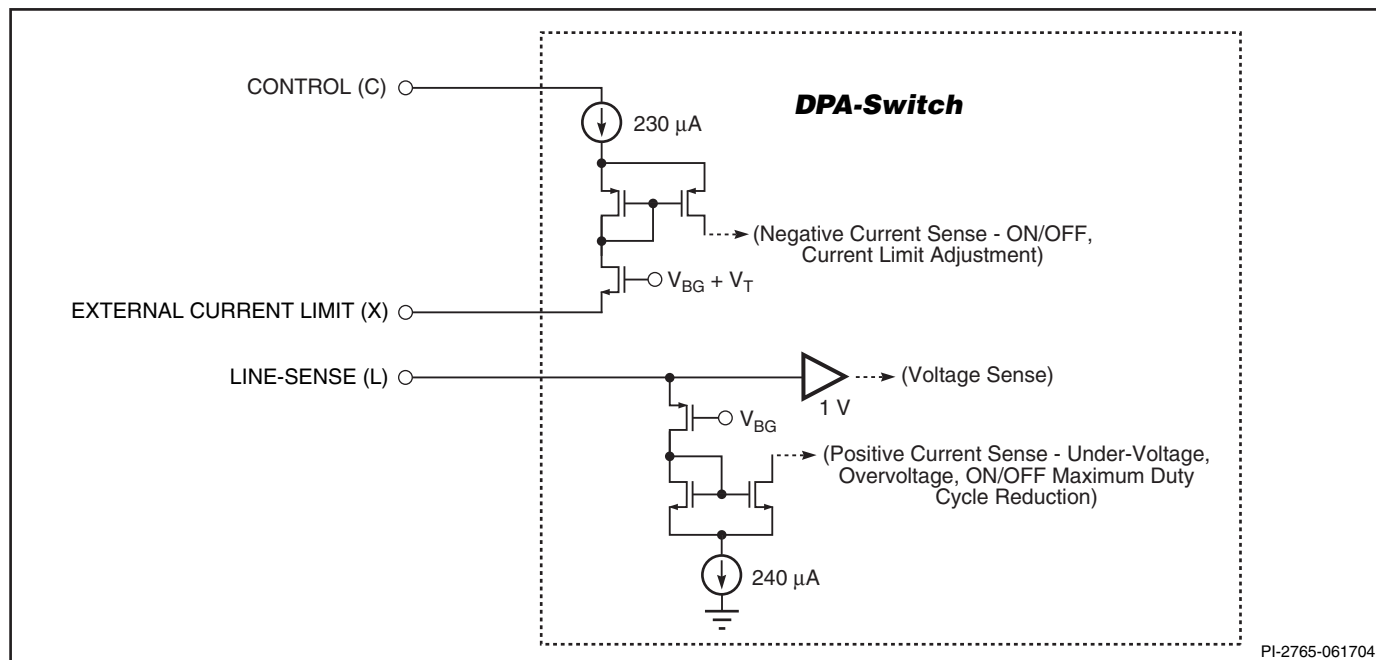 CONTROL (C)
DPA-Switch
230 μA
(Negative Current Sense - ON/OFF,
Current Limit Adjustment)
V_BG + V_T
EXTERNAL CURRENT LIMIT (X)
LINE-SENSE (L)
(Voltage Sense)
1 V
V_BG
(Positive Current Sense - Under-Voltage,
Overvoltage, ON/OFF Maximum Duty
Cycle Reduction)
240 μA
PI-2765-061704